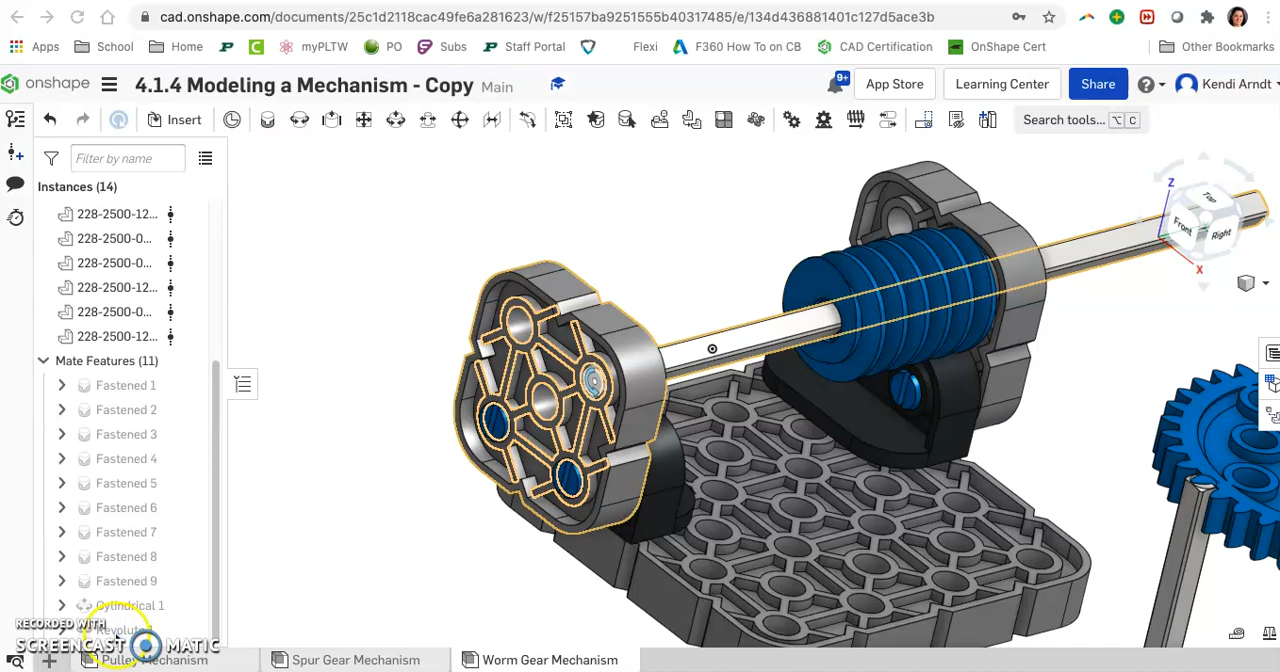 cad.onshape.com/documents/25c1d2118cac49fe6a281623/w/f25157ba9251555b40317485/e/134d436881401c127d5ace3b
Apps School Home myPLTW PO Subs Staff Portal Flexi F360 How To on CB CAD Certification OnShape Cert Other Bookmarks
onshape 4.1.4 Modeling a Mechanism - Copy Main 9+ App Store Learning Center Share Kendi Arndt
Insert Search tools... ⌥ C
Filter by name
Instances (14)
228-2500-12...
228-2500-0...
228-2500-0...
228-2500-12...
228-2500-0...
228-2500-12...
Mate Features (11)
Fastened 1
Fastened 2
Fastened 3
Fastened 4
Fastened 5
Fastened 6
Fastened 7
Fastened 8
Fastened 9
Cylindrical 1
Revolute
RECORDED WITH
SCREENCAST MATIC
Pulley Mechanism Spur Gear Mechanism Worm Gear Mechanism
Z
Top
Front
Right
X